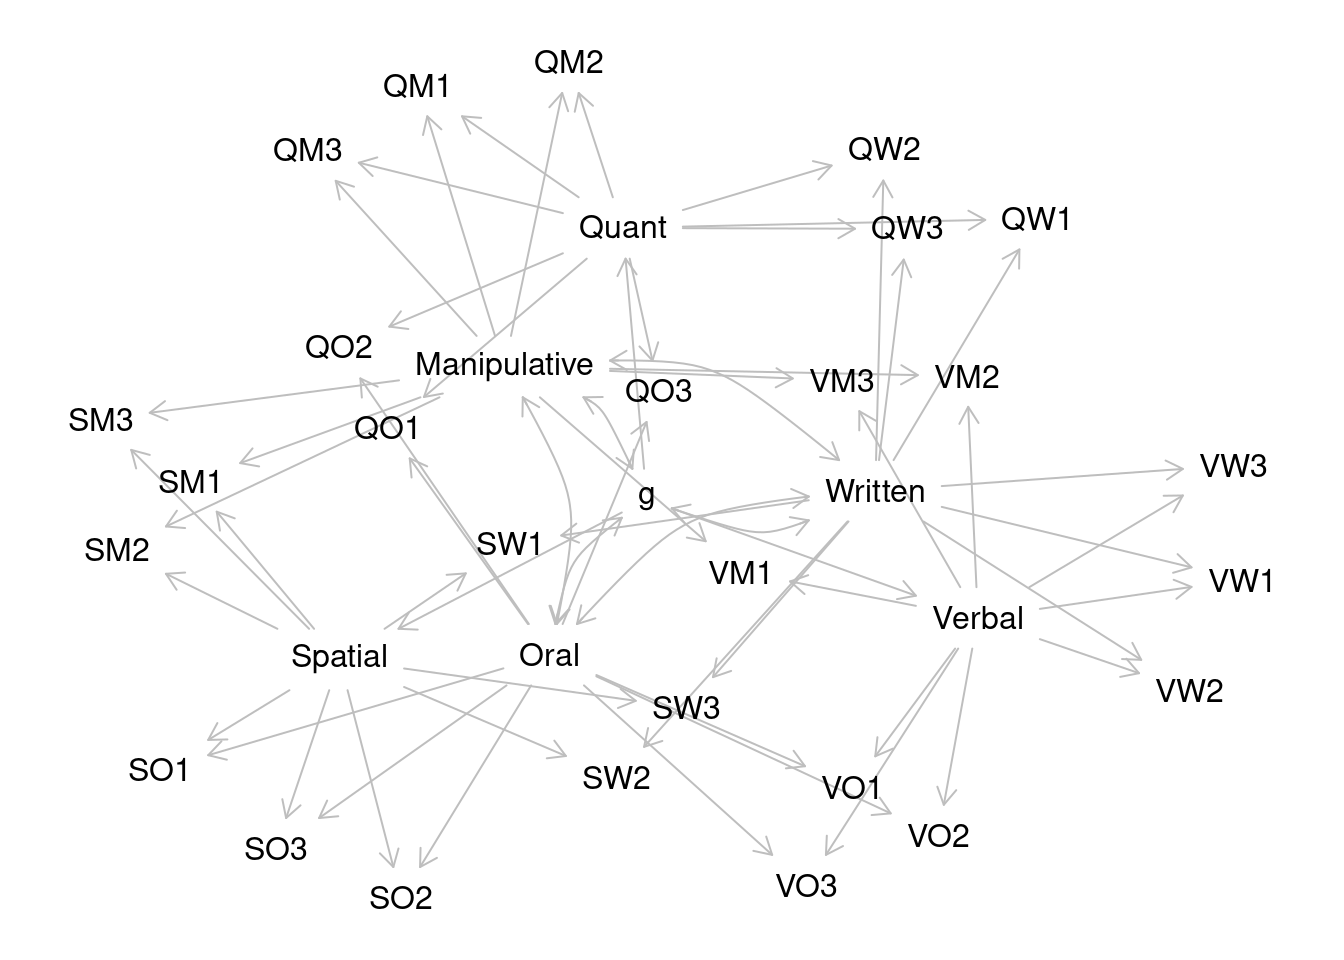 QM2
QM1
QM3
QW2
QW1
Quant
QW3
QO2
Manipulative
VM3
VM2
QO3
SM3
QO1
VW3
SM1
g
Written
SW1
SM2
VM1
VW1
Verbal
Spatial
Oral
VW2
SW3
SO1
SW2
VO1
VO2
SO3
VO3
SO2